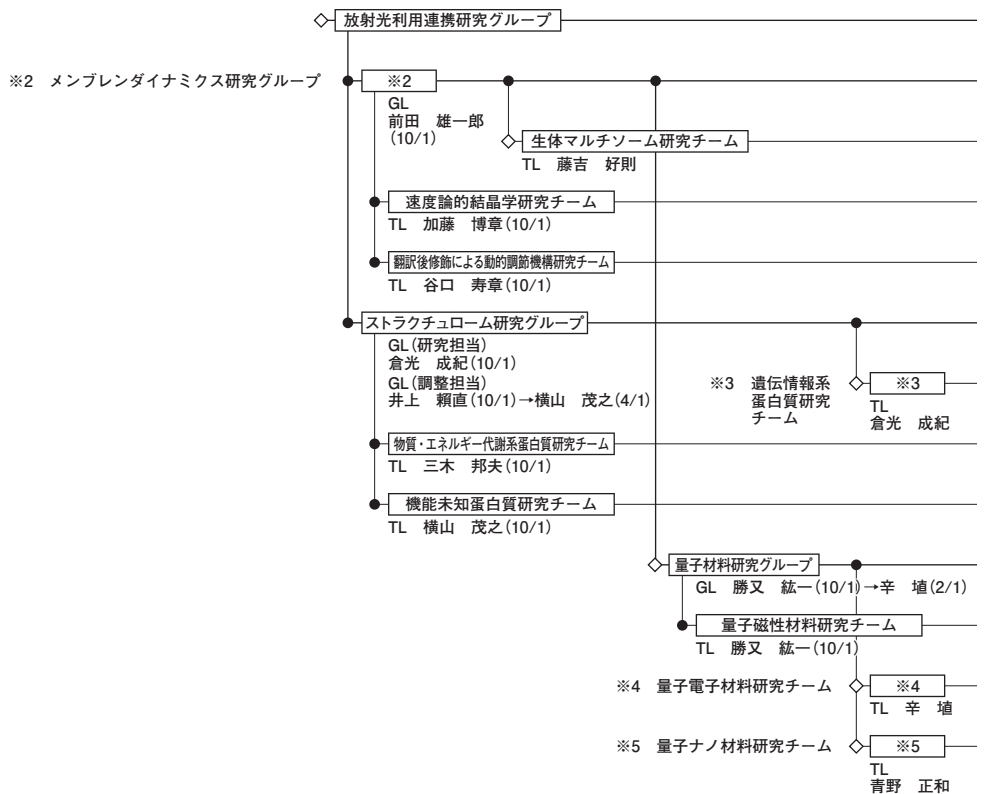 放射光利用連携研究グループ
※2　メンブレンダイナミクス研究グループ
※2
GL
前田　雄一郎
(10/1)
生体マルチソーム研究チーム
TL　藤吉　好則
速度論的結晶学研究チーム
TL　加藤　博章(10/1)
翻訳後修飾による動的調節機構研究チーム
TL　谷口　寿章(10/1)
ストラクチュローム研究グループ
GL(研究担当)
倉光　成紀(10/1)
GL(調整担当)
井上　頼直(10/1)→横山　茂之(4/1)
※3　遺伝情報系
蛋白質研究
チーム
※3
TL
倉光　成紀
物質・エネルギー代謝系蛋白質研究チーム
TL　三木　邦夫(10/1)
機能未知蛋白質研究チーム
TL　横山　茂之(10/1)
量子材料研究グループ
GL　勝又　紘一(10/1)→辛　埴(2/1)
量子磁性材料研究チーム
TL　勝又　紘一(10/1)
※4　量子電子材料研究チーム
※4
TL　辛　埴
※5　量子ナノ材料研究チーム
※5
TL
青野　正和